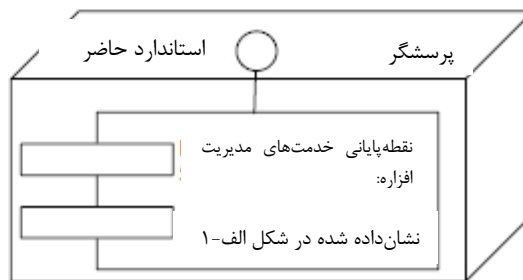 پرسشگر
استاندارد حاضر
نقطه‌پایانی خدمت‌های مدیریت
افزاره:
نشان‌داده شده در شکل الف-۱